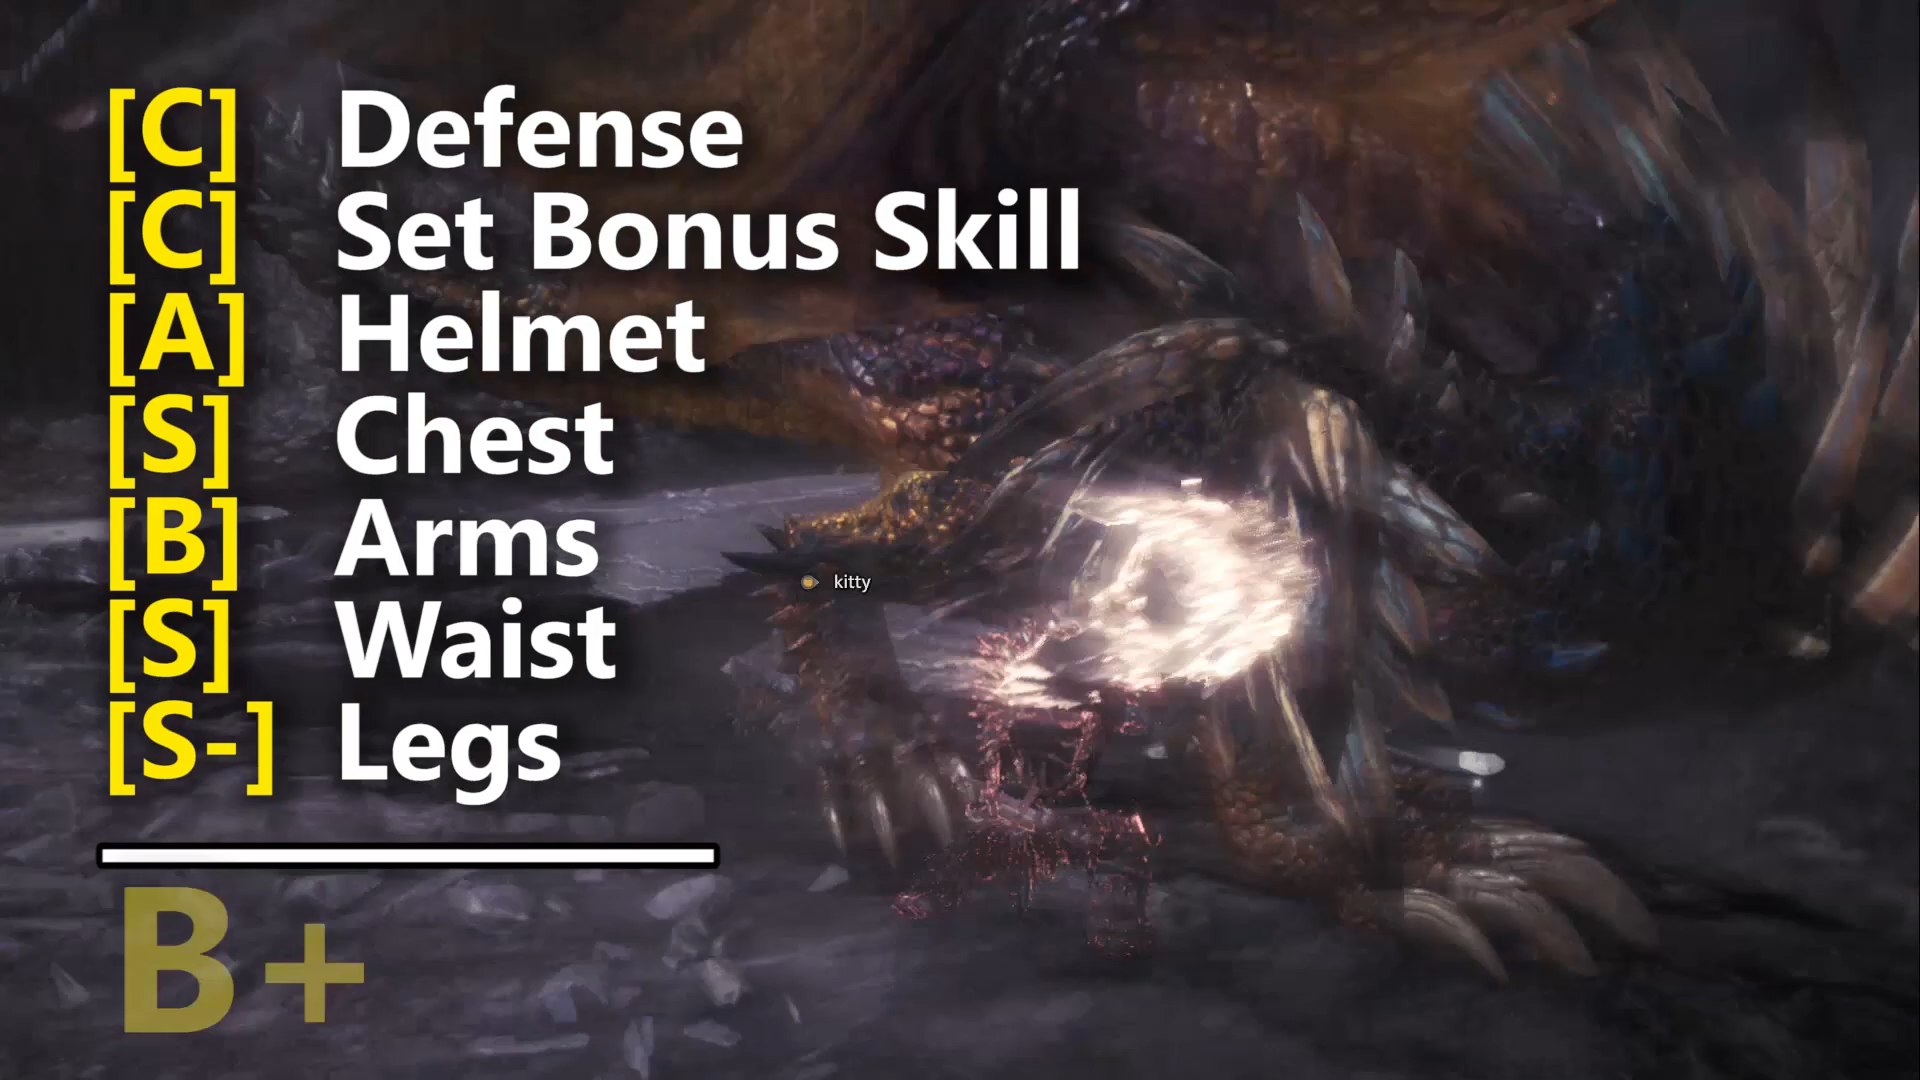 [C] Defense
[C] Set Bonus Skill
[A] Helmet
[S] Chest
[B] Arms
[S] Waist
[S-] Legs
B+
kitty